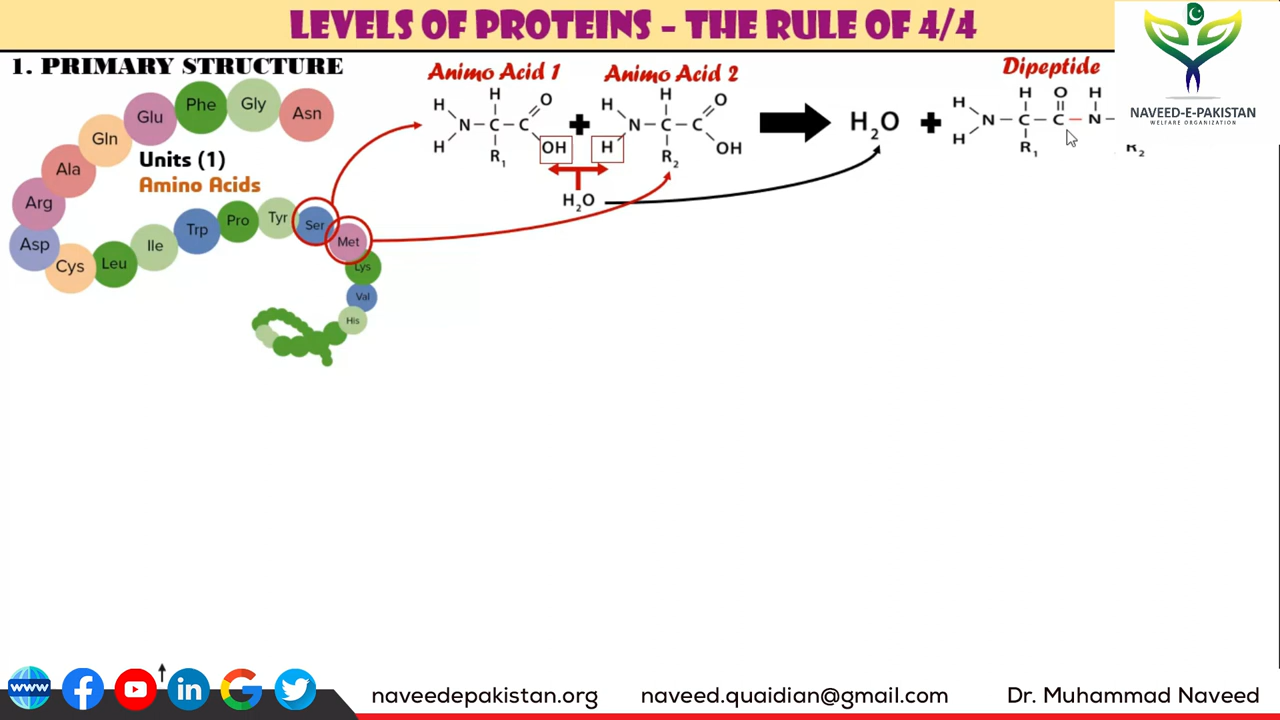 LEVELS OF PROTEINS – THE RULE OF 4/4
NAVEED-E-PAKISTAN
WELFARE ORGANIZATION
1. PRIMARY STRUCTURE
Units (1)
Amino Acids
Asn
Gly
Phe
Glu
Gln
Ala
Arg
Asp
Cys
Leu
Ile
Trp
Pro
Tyr
Ser
Met
Lys
Val
His
Animo Acid 1
H
H
N – C – C
O
H
R1
OH
+
Animo Acid 2
H
H
N – C – C
O
H
R2
OH
H2O
H2O
+
Dipeptide
H
H
O
H
N – C – C – N –
H
R1
R2
www
f
in
G
naveedepakistan.org
naveed.quaidian@gmail.com
Dr. Muhammad Naveed